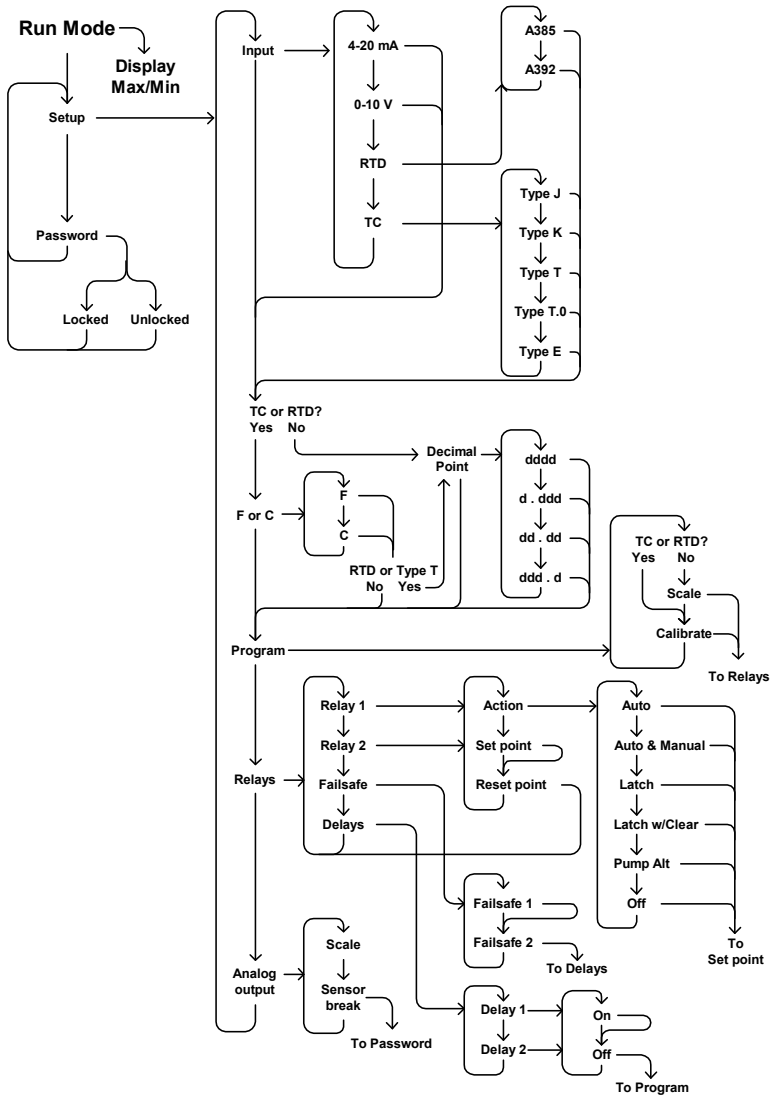 Run Mode
Display
Max/Min
Setup
Password
Locked Unlocked
Input
4-20 mA
0-10 V
RTD
TC
A385
A392
Type J
Type K
Type T
Type T.0
Type E
TC or RTD?
Yes No
F or C
F
C
RTD or Type T
No Yes
Decimal
Point
dddd
d . ddd
dd . dd
ddd . d
Program
TC or RTD?
Yes No
Scale
Calibrate
To Relays
Relays
Relay 1
Relay 2
Failsafe
Delays
Action
Set point
Reset point
Auto
Auto & Manual
Latch
Latch w/Clear
Pump Alt
Off
To
Set point
Failsafe 1
Failsafe 2
To Delays
Analog
output
Scale
Sensor
break
To Password
Delay 1
Delay 2
On
Off
To Program